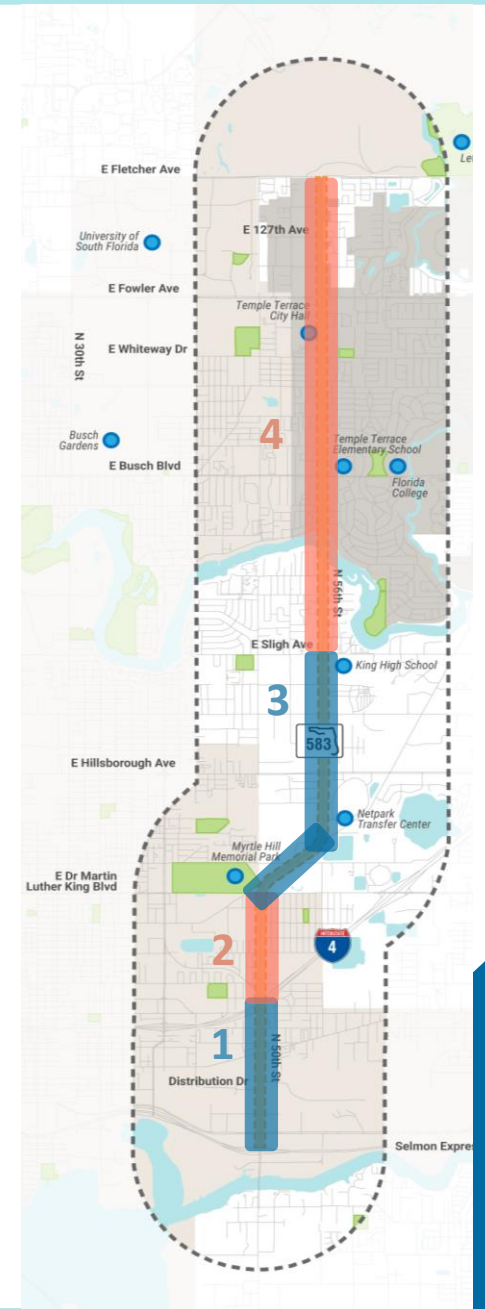 E Fletcher Ave
Le
E 127th Ave
University of
South Florida
E Fowler Ave
Temple Terrace
City Hall
N 30th St
E Whiteway Dr
4
Busch
Gardens
Temple Terrace
Elementary School
E Busch Blvd
Florida
College
N 56th St
E Sligh Ave
King High School
3
583
E Hillsborough Ave
Netpark
Transfer Center
Myrtle Hill
Memorial Park
E Dr Martin
Luther King Blvd
INTERSTATE
4
2
1
N 50th St
Distribution Dr
Selmon Expre